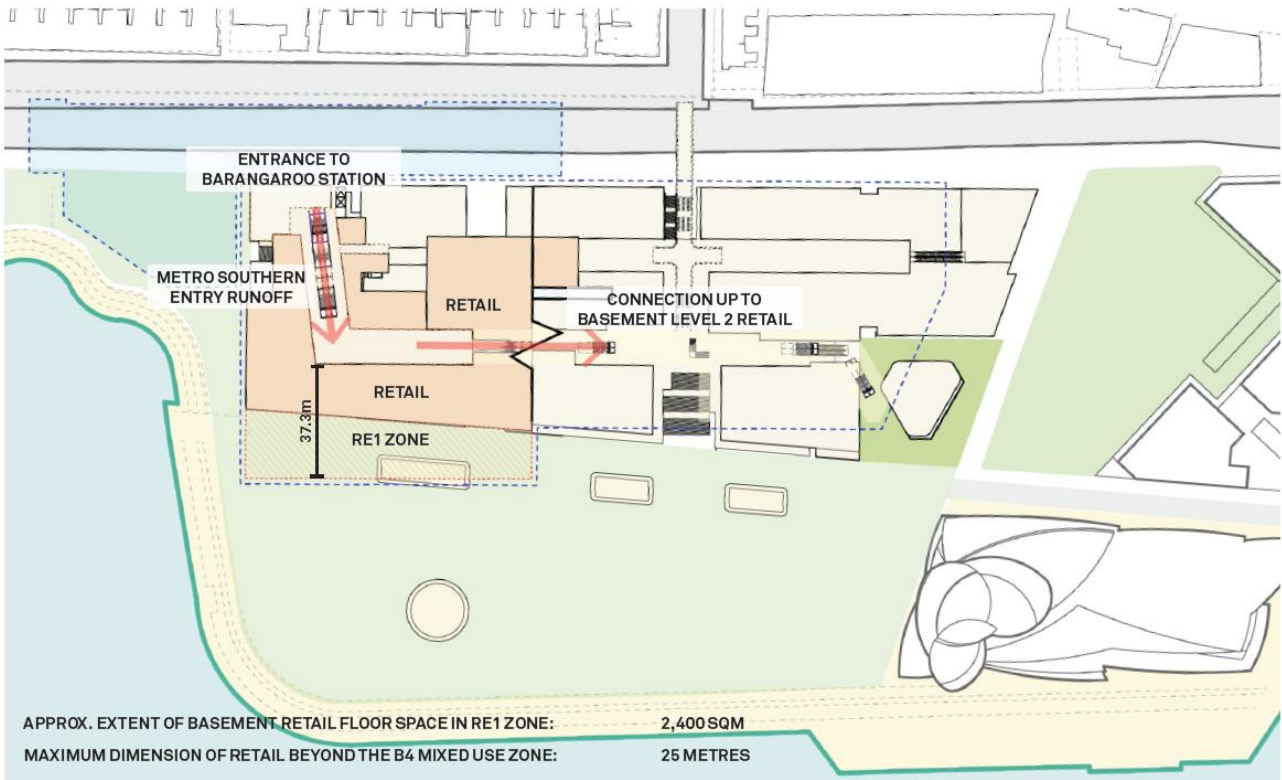 ENTRANCE TO
BARANGAROO STATION
METRO SOUTHERN
ENTRY RUNOFF
RETAIL
CONNECTION UP TO
BASEMENT LEVEL 2 RETAIL
RETAIL
37.3m
RE1 ZONE
APPROX. EXTENT OF BASEMENT RETAIL FLOOR SPACE IN RE1 ZONE: 2,400 SQM
MAXIMUM DIMENSION OF RETAIL BEYOND THE B4 MIXED USE ZONE: 25 METRES